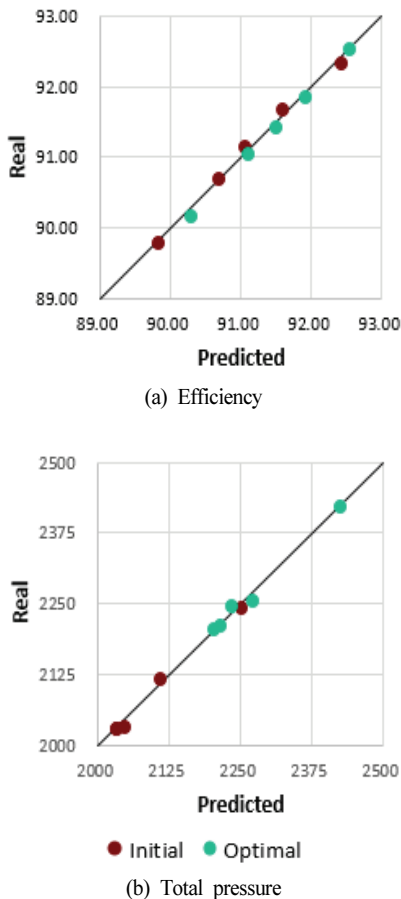 93.00
92.00
91.00
90.00
89.00
Real
89.00 90.00 91.00 92.00 93.00
Predicted
(a) Efficiency
2500
2375
2250
2125
2000
Real
2000 2125 2250 2375 2500
Predicted
Initial Optimal
(b) Total pressure